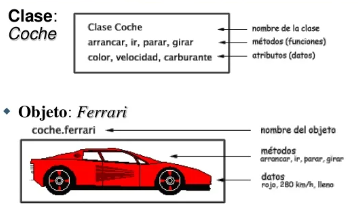 Clase:
Coche
Clase Coche
arrancar, ir, parar, girar
color, velocidad, carburante
nombre de la clase
métodos (funciones)
atributos (datos)
Objeto: Ferrari
coche.ferrari
nombre del objeto
métodos
arrancar, ir, parar, girar
datos
rojo, 280 km/h, lleno